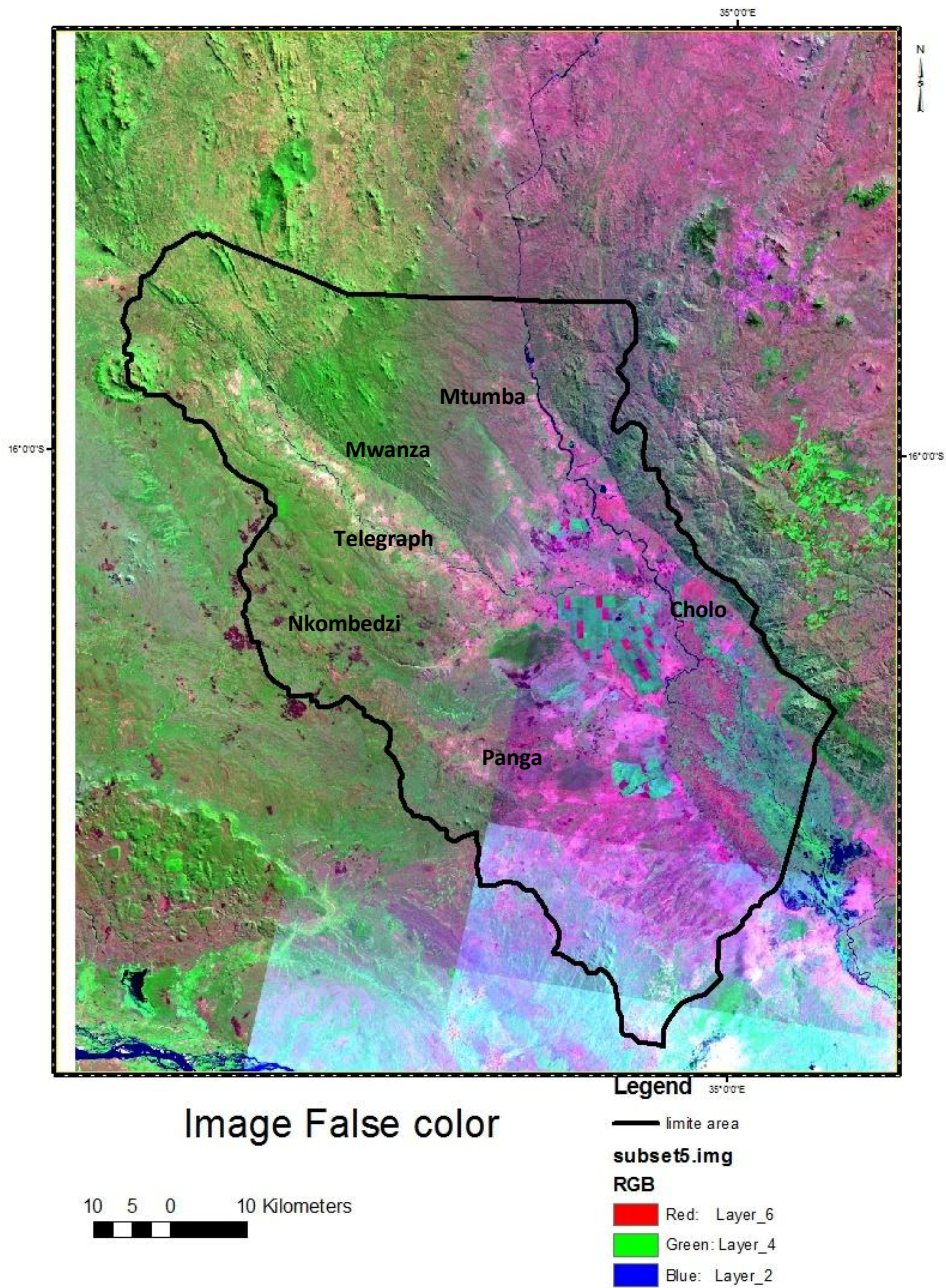 35°0'0"E
N
S
Mtumba
16°0'0"S
16°0'0"S
Mwanza
Telegraph
Nkombedzi
Cholo
Panga
Image False color
10 5 0 10 Kilometers
Legend
35°0'0"E
limite area
subset5.img
RGB
Red: Layer_6
Green: Layer_4
Blue: Layer_2